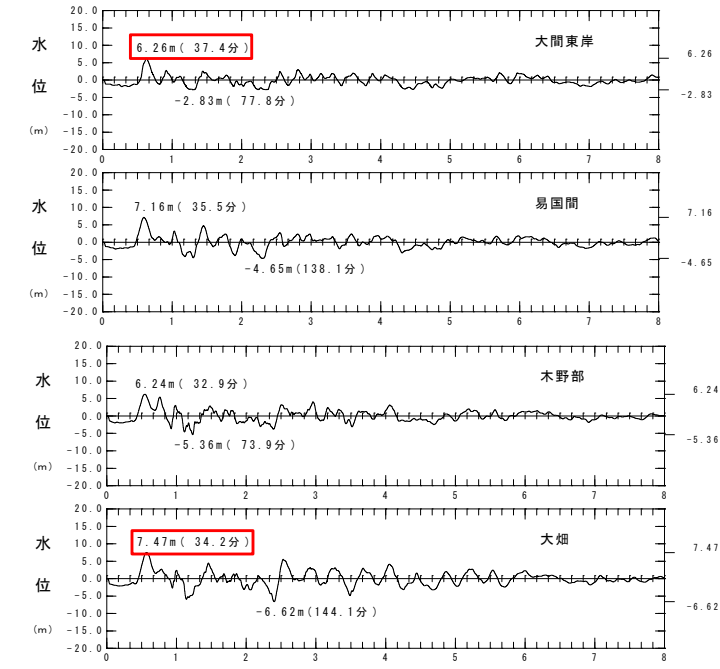 20.0
水 15.0 大間東岸
10.0 6.26m( 37.4分) 6.26
5.0
位 0.0
-5.0 -2.83m( 77.8分) -2.83
-10.0
(m) -15.0
-20.0
0 1 2 3 4 5 6 7 8
20.0
水 15.0 易国間
10.0 7.16m( 35.5分) 7.16
5.0
位 0.0
-5.0 -4.65m(138.1分) -4.65
-10.0
(m) -15.0
-20.0
0 1 2 3 4 5 6 7 8
20.0
水 15.0 木野部
10.0 6.24m( 32.9分) 6.24
5.0
位 0.0
-5.0 -5.36m( 73.9分) -5.36
-10.0
(m) -15.0
-20.0
0 1 2 3 4 5 6 7 8
20.0
水 15.0 大畑
10.0 7.47m( 34.2分) 7.47
5.0
位 0.0
-5.0 -6.62m(144.1分) -6.62
-10.0
(m) -15.0
-20.0
0 1 2 3 4 5 6 7 8